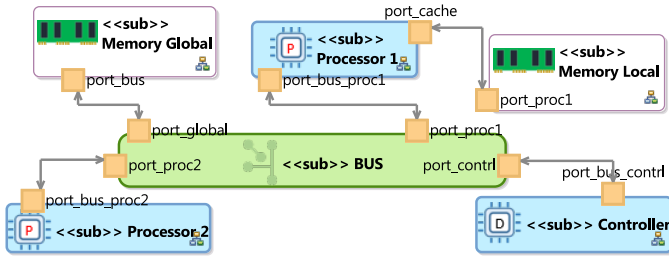 port_cache
<<sub>>
Memory Global
<<sub>>
Processor 1
P
<<sub>>
Memory Local
port_bus
port_bus_proc1
port_proc1
port_global
port_proc1
port_proc2
<<sub>> BUS
port_contrl
port_bus_contrl
port_bus_proc2
P
<<sub>> Processor 2
D
<<sub>> Controller